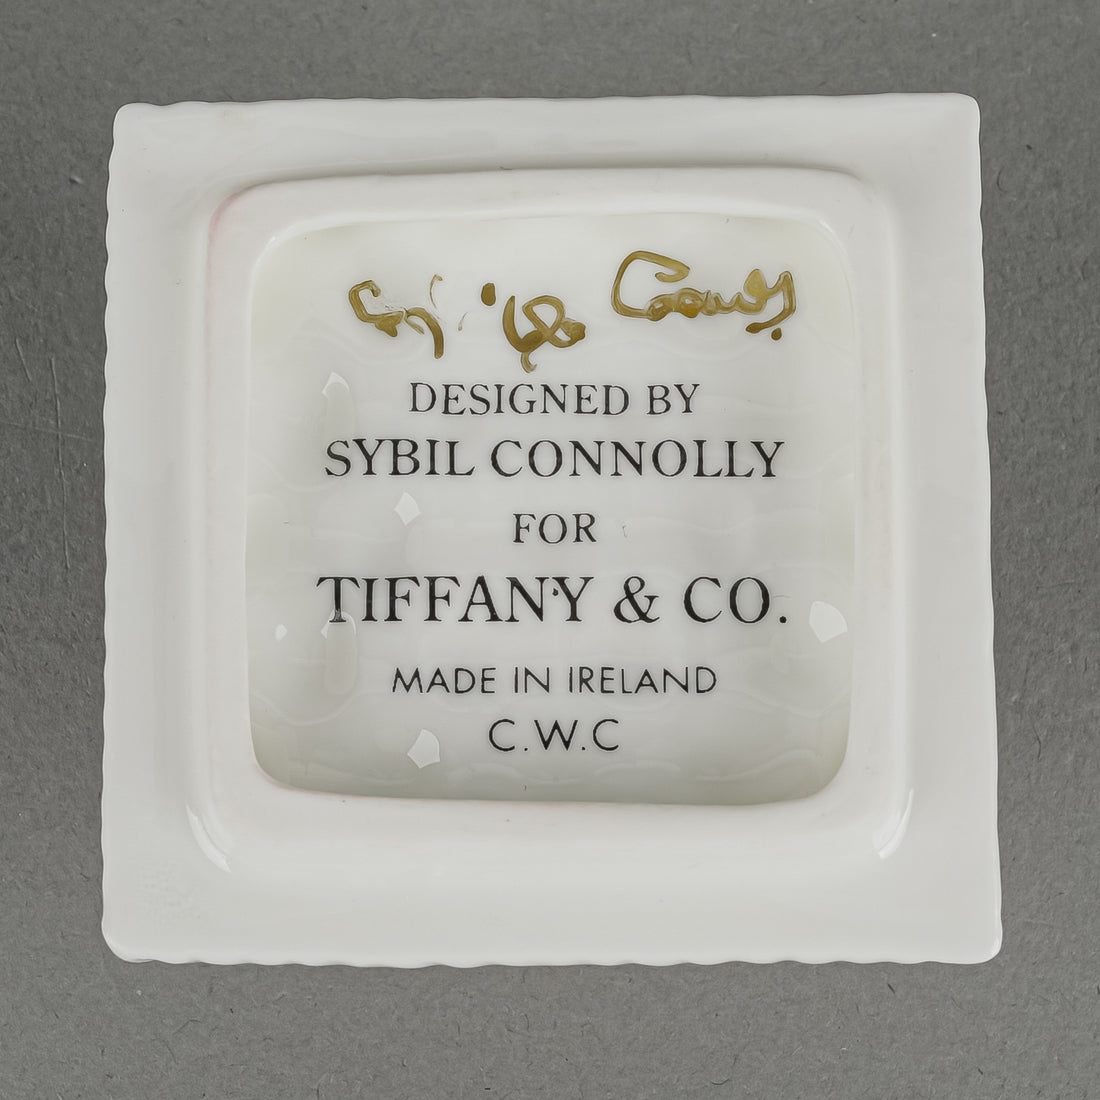 DESIGNED BY
SYBIL CONNOLLY
FOR
TIFFANY & CO.
MADE IN IRELAND
C.W.C